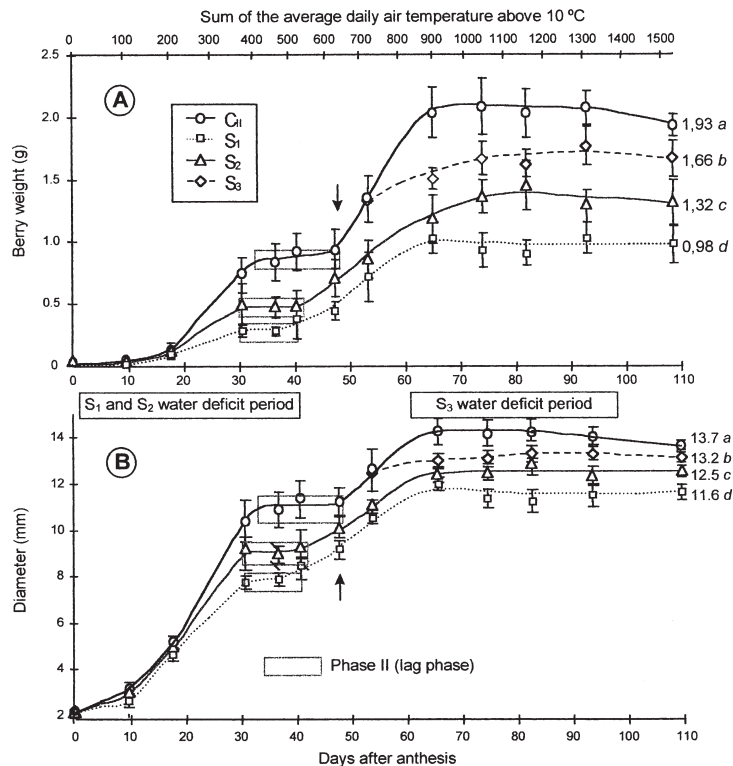 Sum of the average daily air temperature above 10 ºC
0 100 200 300 400 500 600 700 800 900 1000 1100 1200 1300 1400 1500
2.5
2.0
1.5
1.0
0.5
0
Berry weight (g)
A
CII
S1
S2
S3
1,93 a
1,66 b
1,32 c
0,98 d
0 10 20 30 40 50 60 70 80 90 100 110
S1 and S2 water deficit period
S3 water deficit period
14
12
10
8
6
4
2
Diameter (mm)
B
13.7 a
13.2 b
12.5 c
11.6 d
Phase II (lag phase)
0 10 20 30 40 50 60 70 80 90 100 110
Days after anthesis